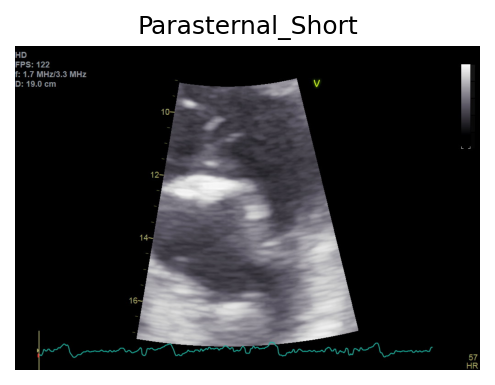 Parasternal_Short
HD
FPS: 122
f: 1.7 MHz/3.3 MHz
D: 19.0 cm
V
10
12
14
16
57
HR